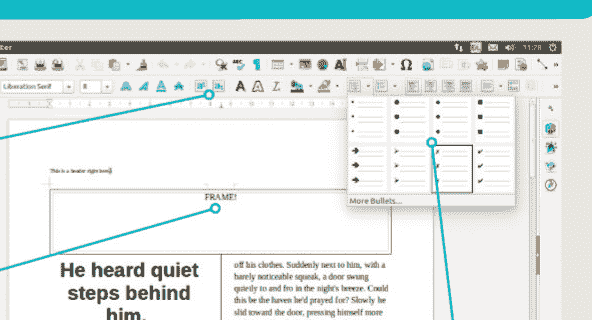 ter
11:28
Liberation Serif
8
More Bullets...
This is a header right here
FRAME!
He heard quiet
steps behind
him.
off his clothes. Suddenly next to him, with a
barely noticeable squeak, a door swung
quietly to and fro in the night's breeze. Could
this be the haven he'd prayed for? Slowly he
slid toward the door, pressing himself more